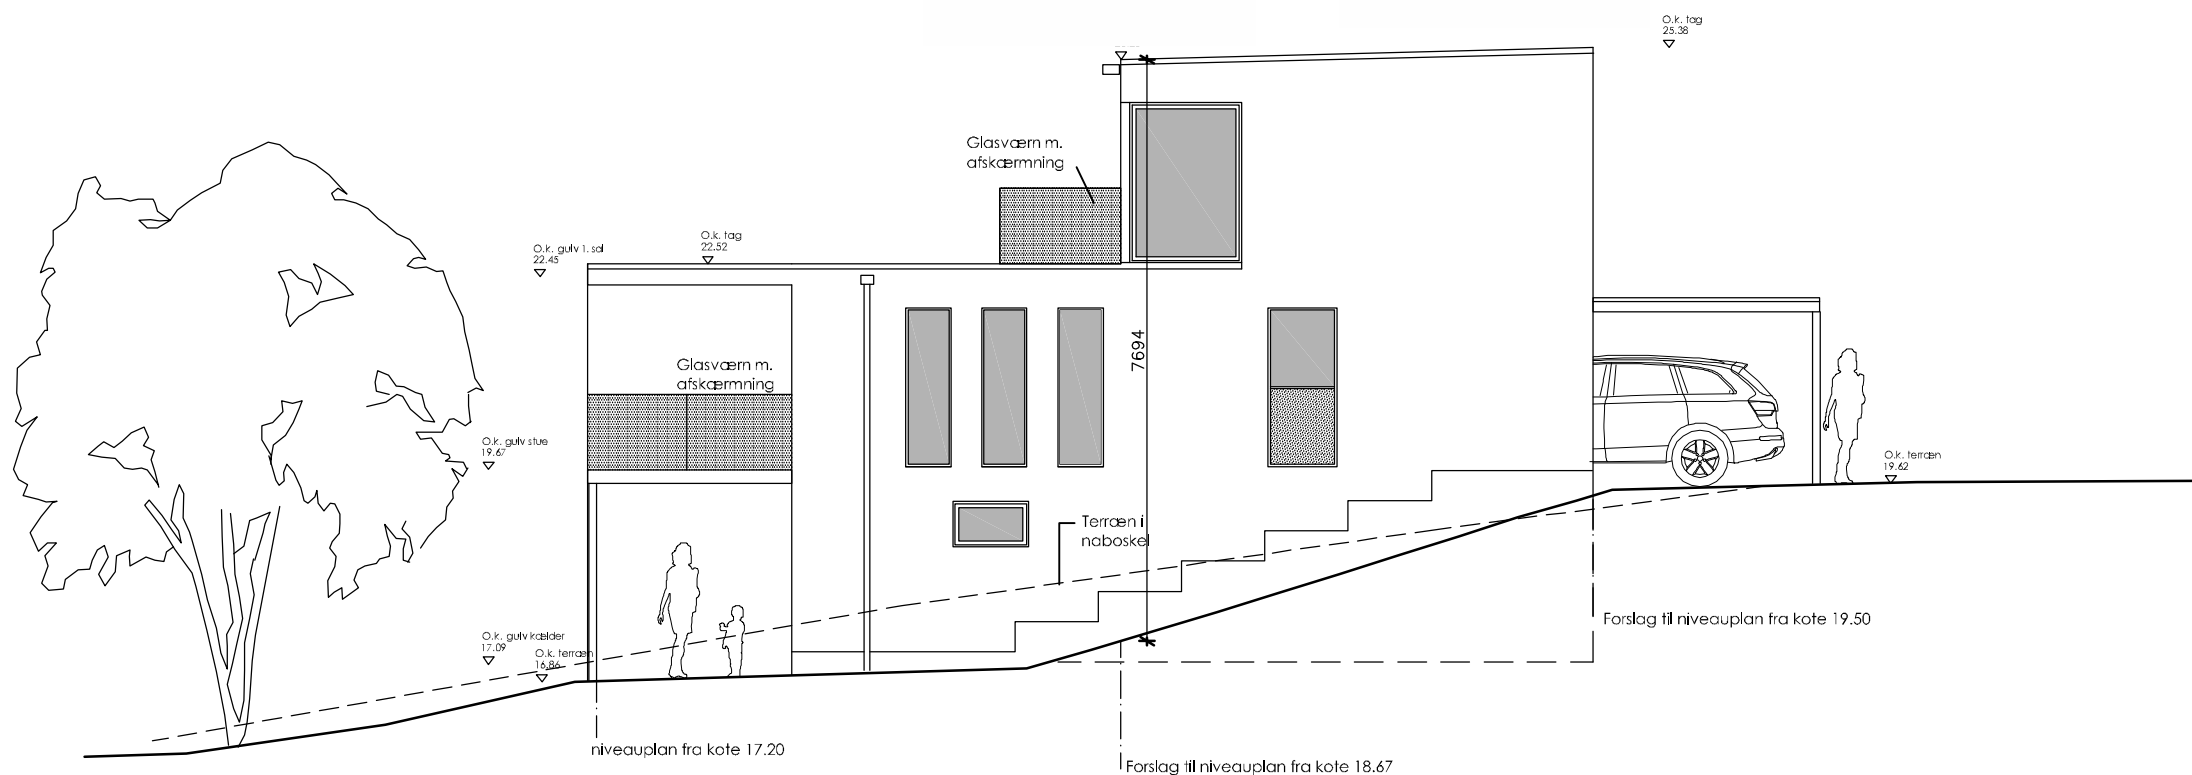 O.k. tag
25.38
Glasværn m.
afskærmning
O.k. tag
22.52
O.k. gulv 1. sal
22.45
7694
Glasværn m.
afskærmning
O.k. gulv stue
19.67
O.k. terræn
19.62
Terræn i
naboskel
O.k. gulv kælder
17.09
O.k. terræn
16.86
Forslag til niveauplan fra kote 19.50
niveauplan fra kote 17.20
Forslag til niveauplan fra kote 18.67